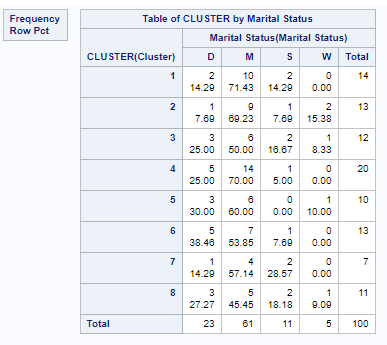 Frequency
Row Pct
Table of CLUSTER by Marital Status
Marital Status(Marital Status)
CLUSTER(Cluster) D M S W Total
1 2 10 2 0 14
14.29 71.43 14.29 0.00
2 1 9 1 2 13
7.69 69.23 7.69 15.38
3 3 6 2 1 12
25.00 50.00 16.67 8.33
4 5 14 1 0 20
25.00 70.00 5.00 0.00
5 3 6 0 1 10
30.00 60.00 0.00 10.00
6 5 7 1 0 13
38.46 53.85 7.69 0.00
7 1 4 2 0 7
14.29 57.14 28.57 0.00
8 3 5 2 1 11
27.27 45.45 18.18 9.09
Total 23 61 11 5 100